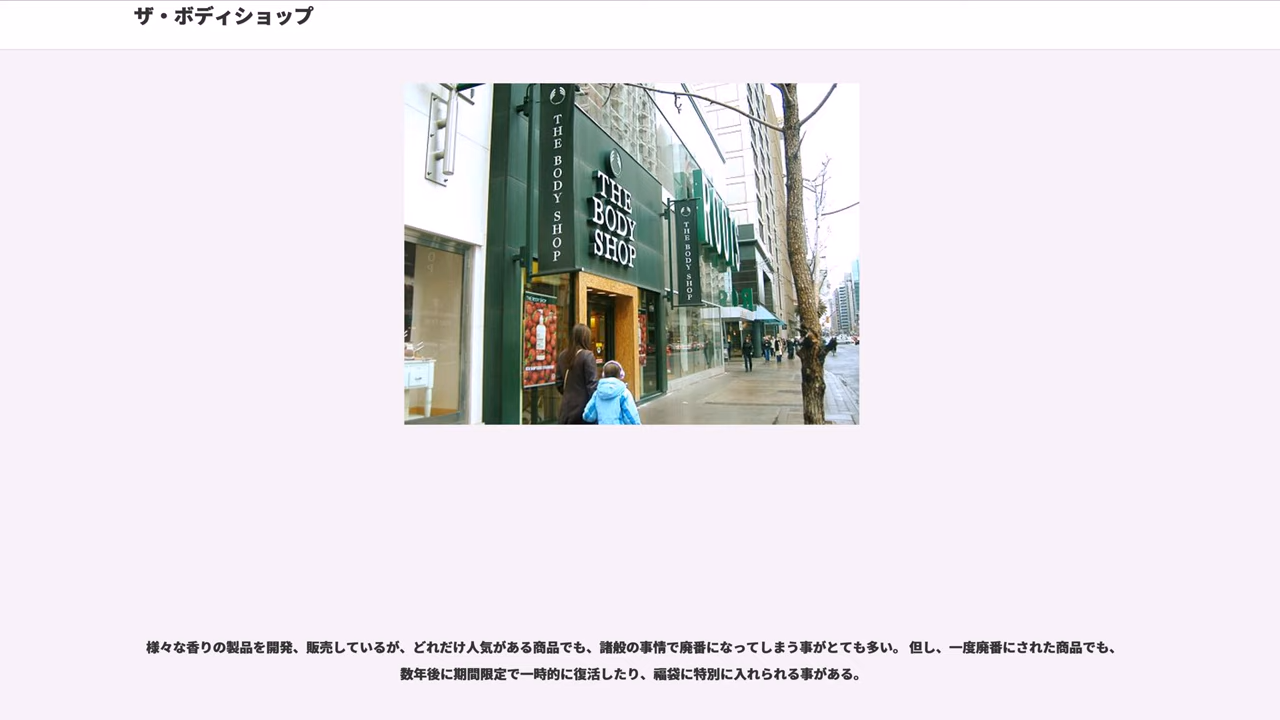 ザ・ボディショップ
THE BODY SHOP
THE
BODY
SHOP
THE BODY SHOP
ROOTS
THE BODY SHOP
様々な香りの製品を開発、販売しているが、どれだけ人気がある商品でも、諸般の事情で廃番になってしまう事がとても多い。 但し、一度廃番にされた商品でも、
数年後に期間限定で一時的に復活したり、福袋に特別に入れられる事がある。